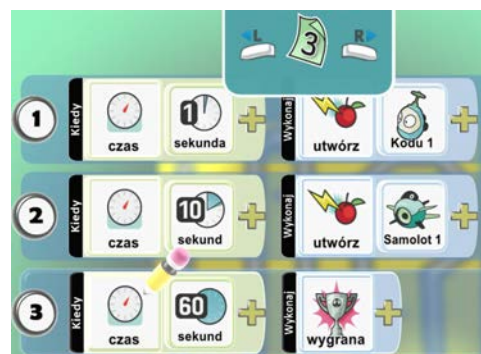 L 3 R
1 Kiedy czas 1 sekunda Wykonaj utwórz Kodu 1
2 Kiedy czas 10 sekund Wykonaj utwórz Samolot 1
3 Kiedy czas 60 sekund Wykonaj wygrana